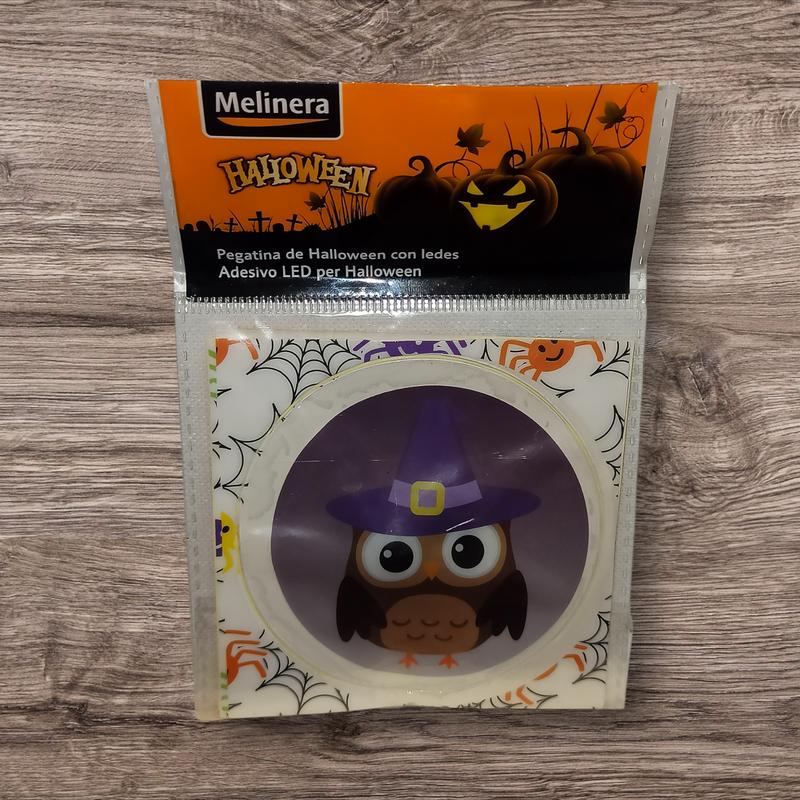 Melinera
HALLOWEEN
Pegatina de Halloween con ledes
Adesivo LED per Halloween